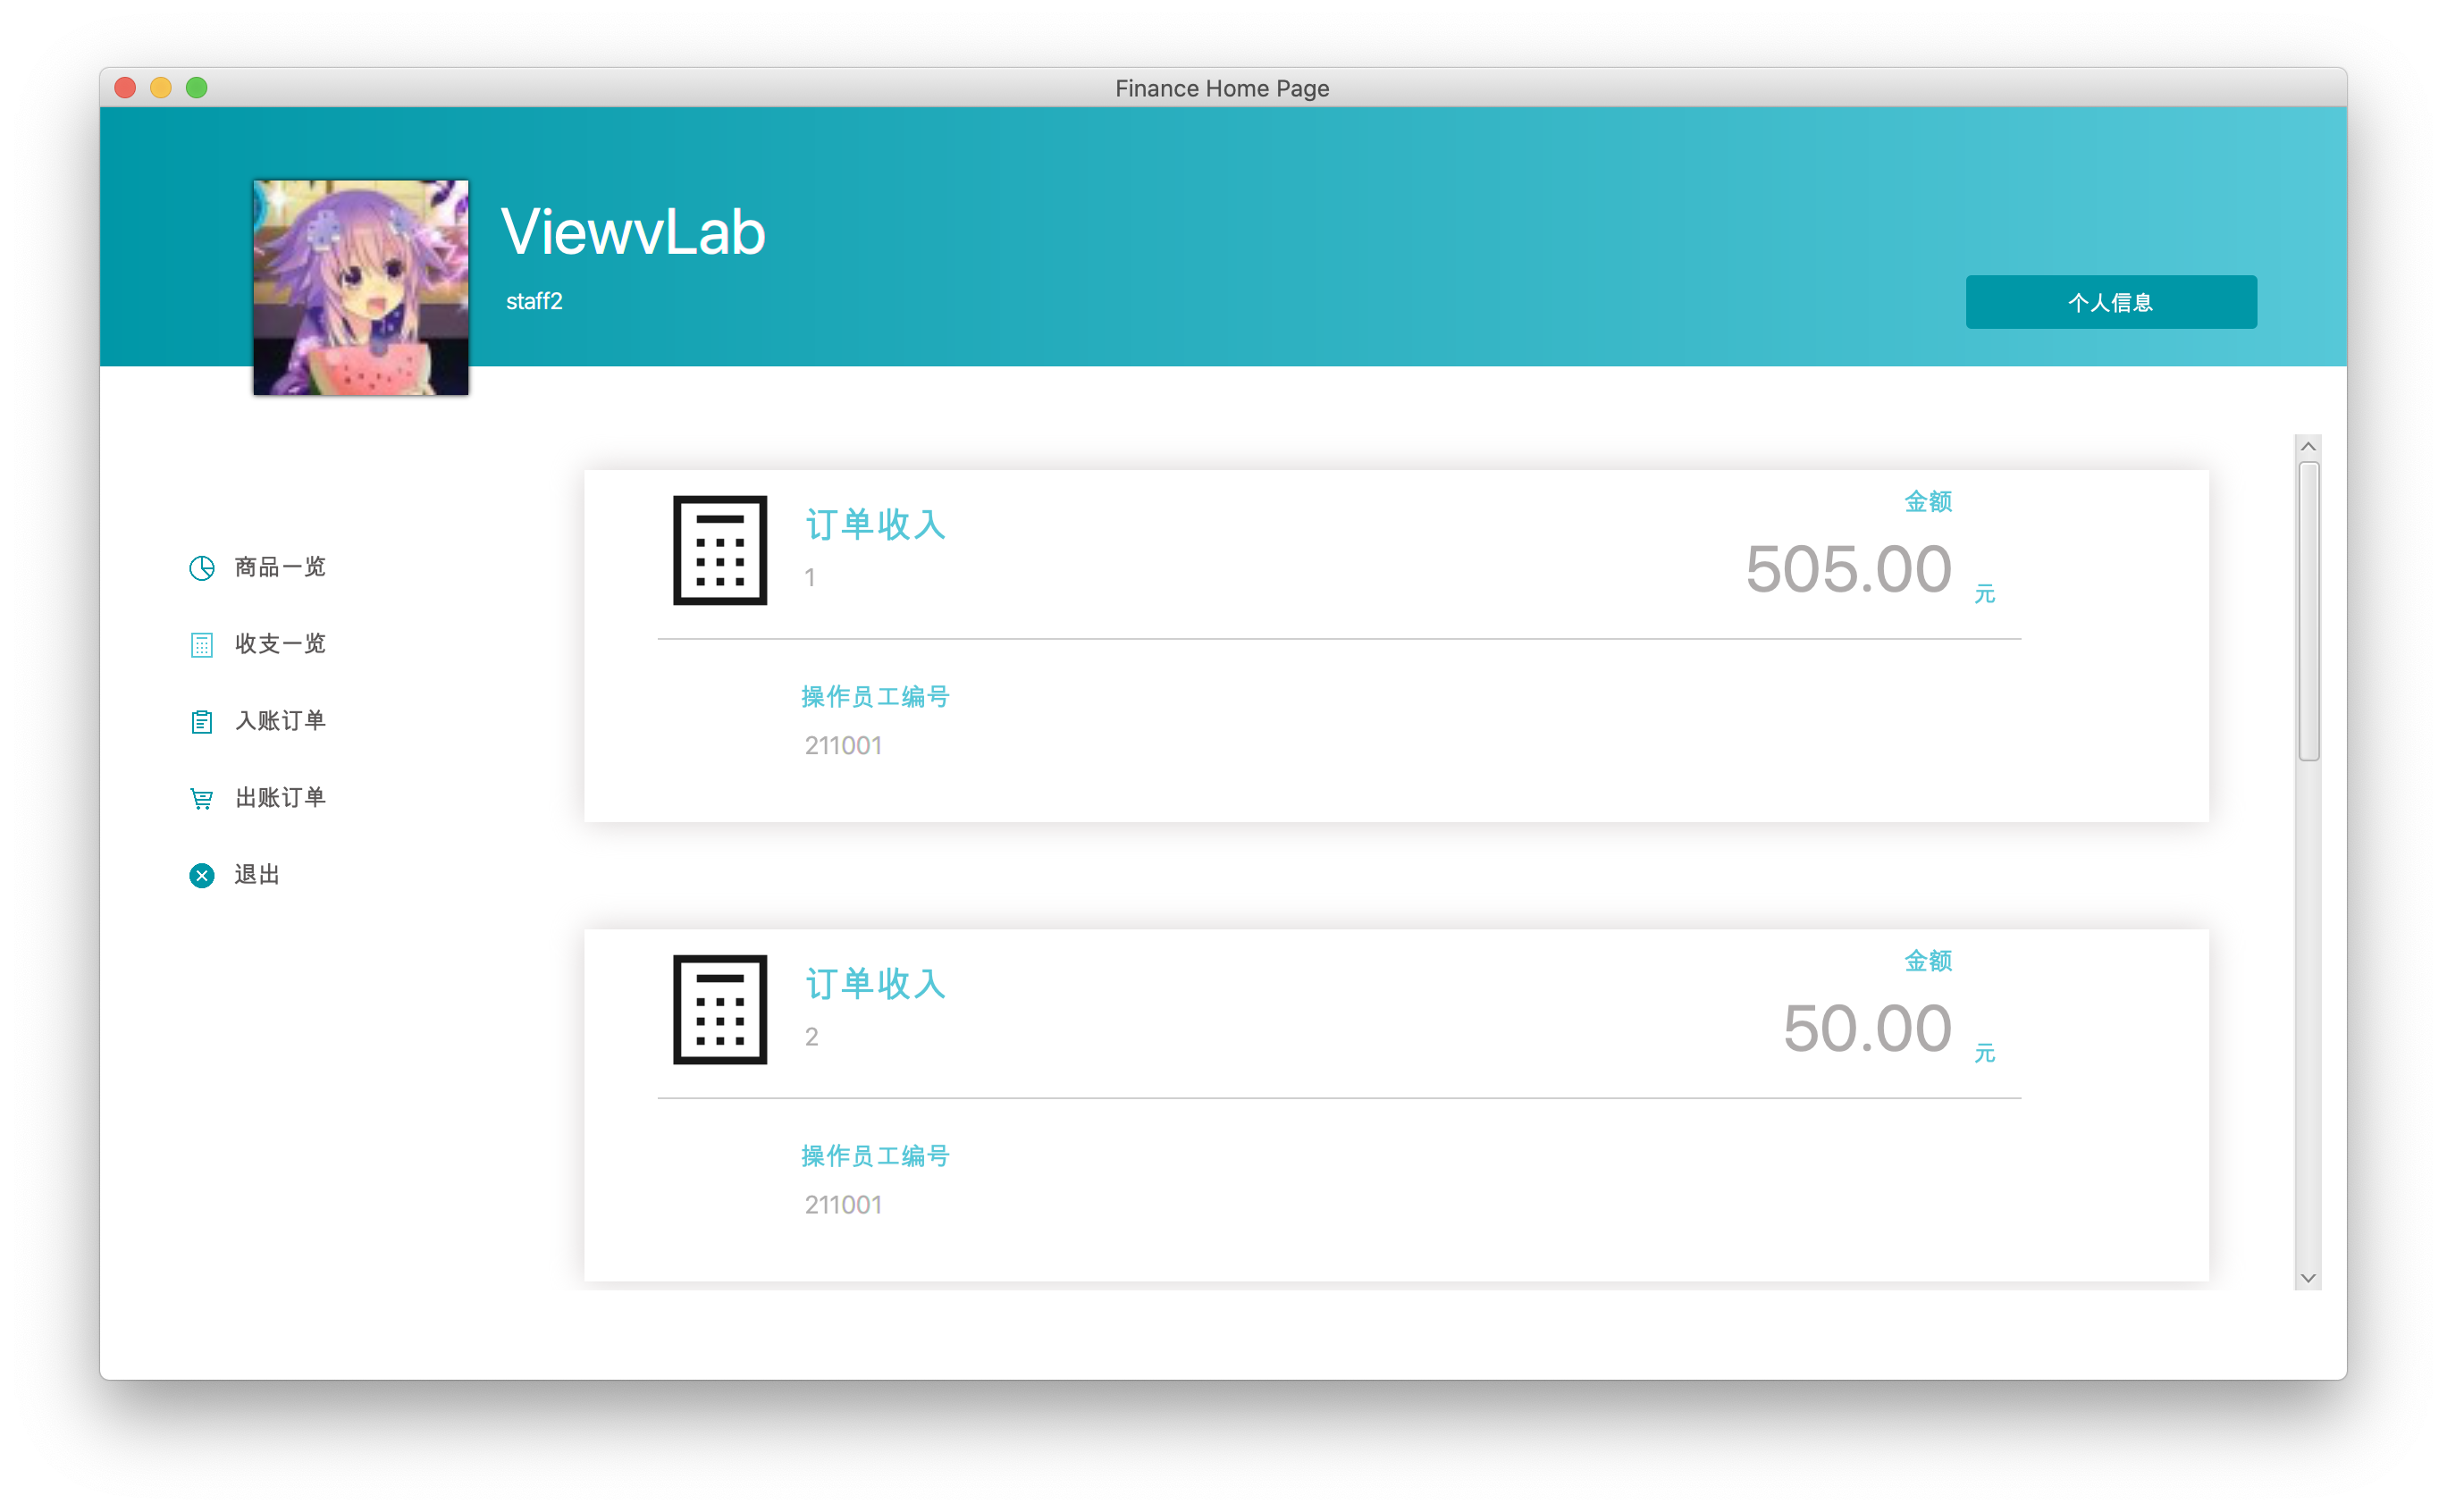 Finance Home Page
ViewvLab
staff2
个人信息
商品一览
收支一览
入账订单
出账订单
退出
订单收入
1
金额
505.00 元
操作员工编号
211001
订单收入
2
金额
50.00 元
操作员工编号
211001